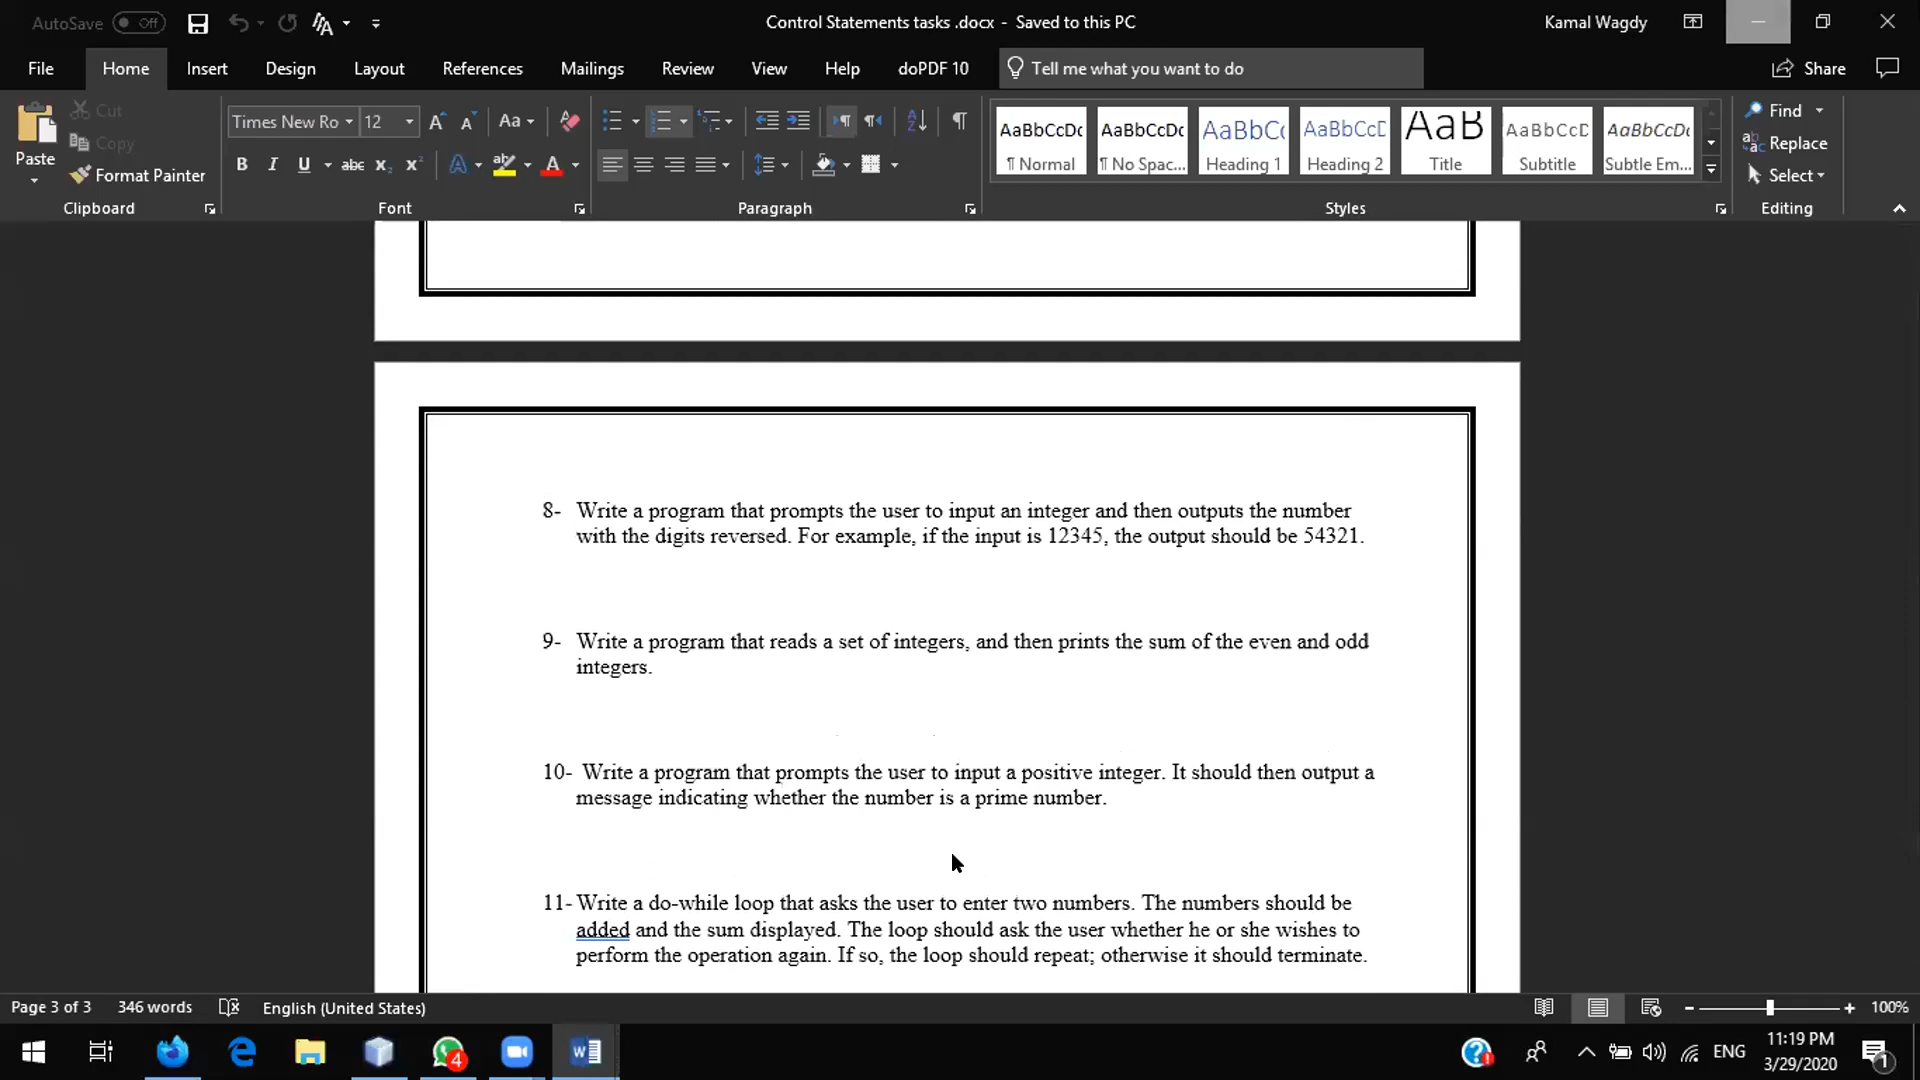 AutoSave Off
Control Statements tasks .docx - Saved to this PC
Kamal Wagdy
File Home Insert Design Layout References Mailings Review View Help doPDF 10 Tell me what you want to do Share
Paste
Cut
Copy
Format Painter
Clipboard
Times New Ro 12
Aa
B I U abc x₂ x²
Font
Paragraph
AaBbCcDc AaBbCcDc AaBbC( AaBbCcD AaB AaBbCcD AaBbCcDc
¶ Normal ¶ No Spac... Heading 1 Heading 2 Title Subtitle Subtle Em...
Styles
Find
Replace
Select
Editing
8- Write a program that prompts the user to input an integer and then outputs the number
with the digits reversed. For example, if the input is 12345, the output should be 54321.
9- Write a program that reads a set of integers, and then prints the sum of the even and odd
integers.
10- Write a program that prompts the user to input a positive integer. It should then output a
message indicating whether the number is a prime number.
11- Write a do-while loop that asks the user to enter two numbers. The numbers should be
added and the sum displayed. The loop should ask the user whether he or she wishes to
perform the operation again. If so, the loop should repeat; otherwise it should terminate.
Page 3 of 3 346 words English (United States) 100%
4
ENG
11:19 PM
3/29/2020
1